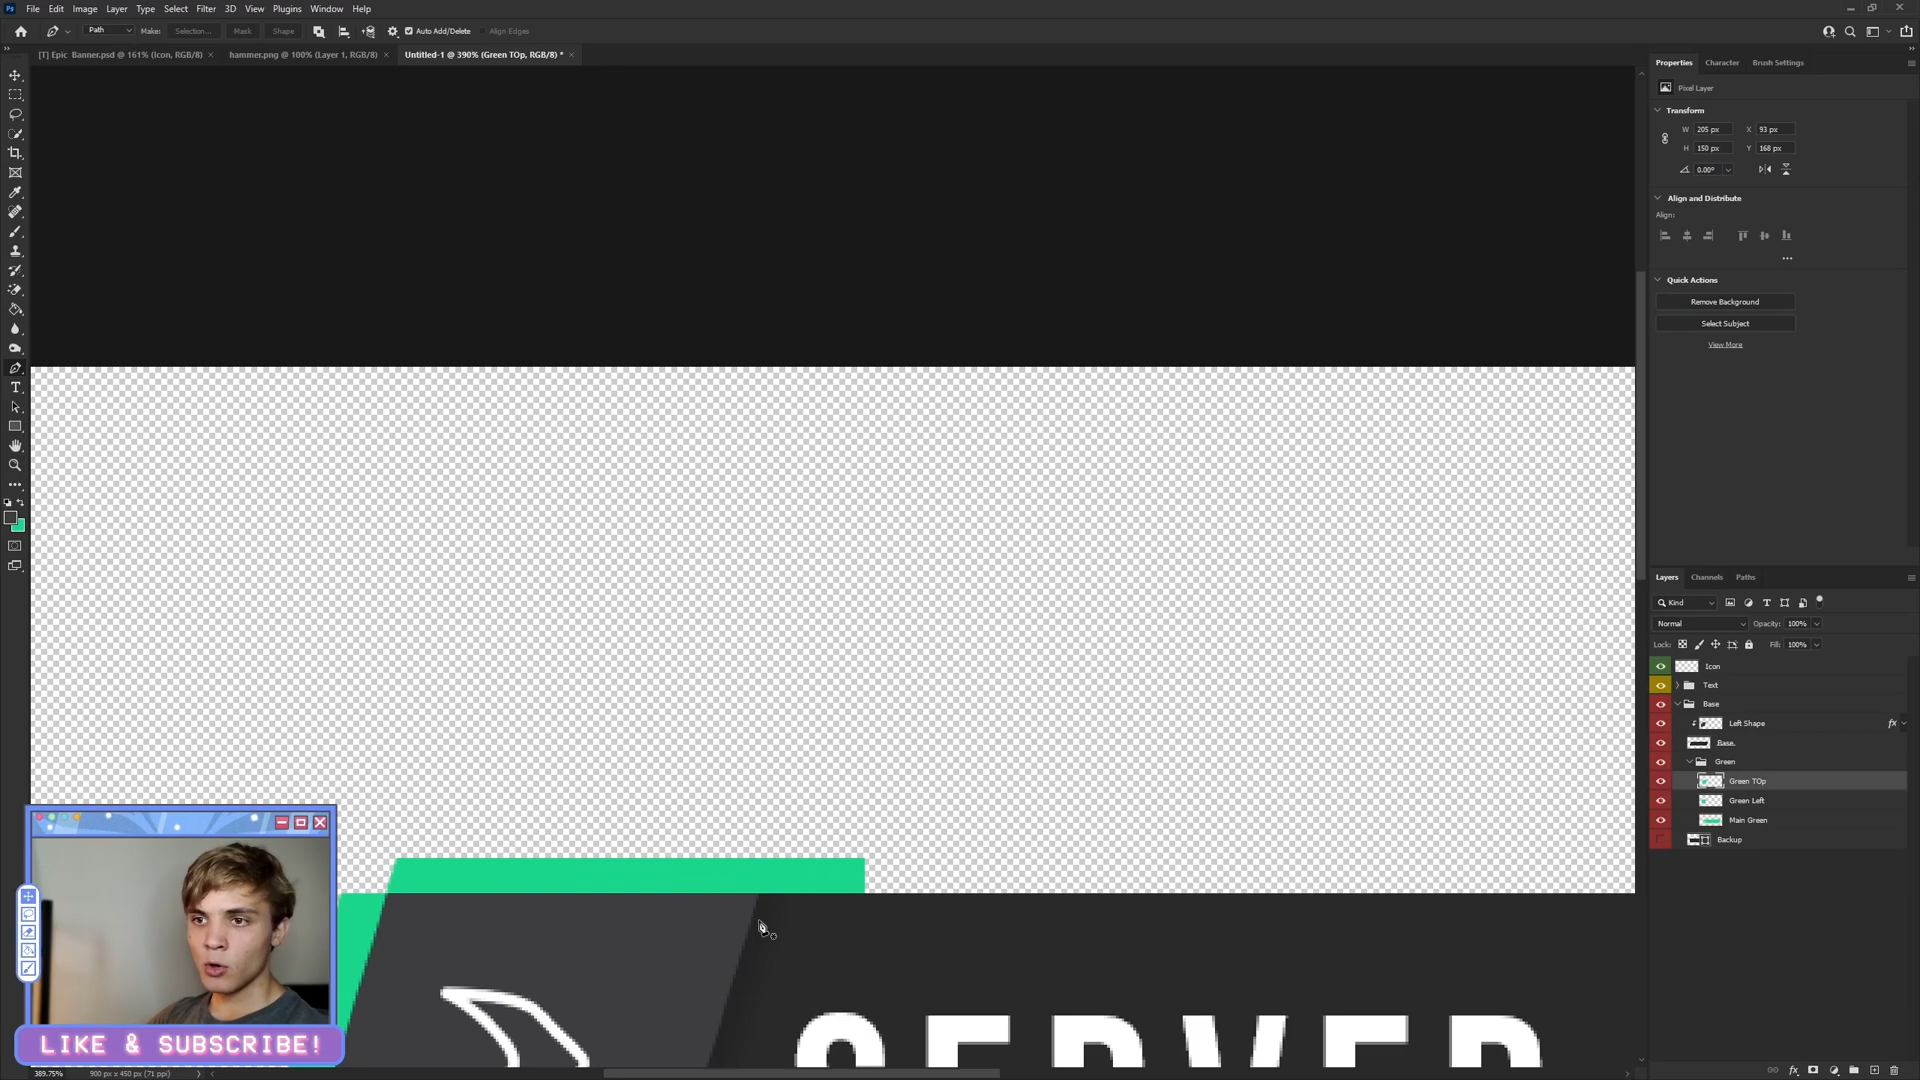 File Edit Image Layer Type Select Filter 3D View Plugins Window Help
Path Make: Selection... Mask Shape Auto Add/Delete Align Edges
[T] Epic Banner.psd @ 161% (Icon, RGB/8) hammer.png @ 100% (Layer 1, RGB/8) Untitled-1 @ 390% (Green TOp, RGB/8) *
Properties Character Brush Settings
Pixel Layer
Transform
W 205 px X 93 px
H 150 px Y 168 px
0.00°
Align and Distribute
Align:
Quick Actions
Remove Background
Select Subject
View More
Layers Channels Paths
Kind
Normal Opacity: 100%
Lock: Fill: 100%
Icon
Text
Base
Left Shape fx
Base
Green
Green TOp
Green Left
Main Green
Backup
SERVER
LIKE & SUBSCRIBE!
389.75% 900 px x 450 px (71 ppi)